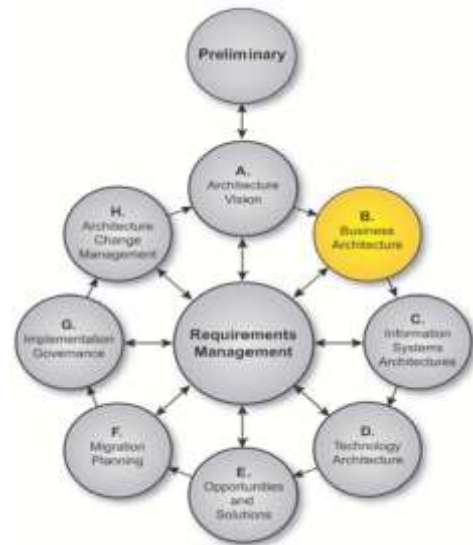 Preliminary
A.
Architecture
Vision
B.
Business
Architecture
C.
Information
Systems
Architectures
D.
Technology
Architecture
E.
Opportunities
and
Solutions
F.
Migration
Planning
G.
Implementation
Governance
H.
Architecture
Change
Management
Requirements
Management